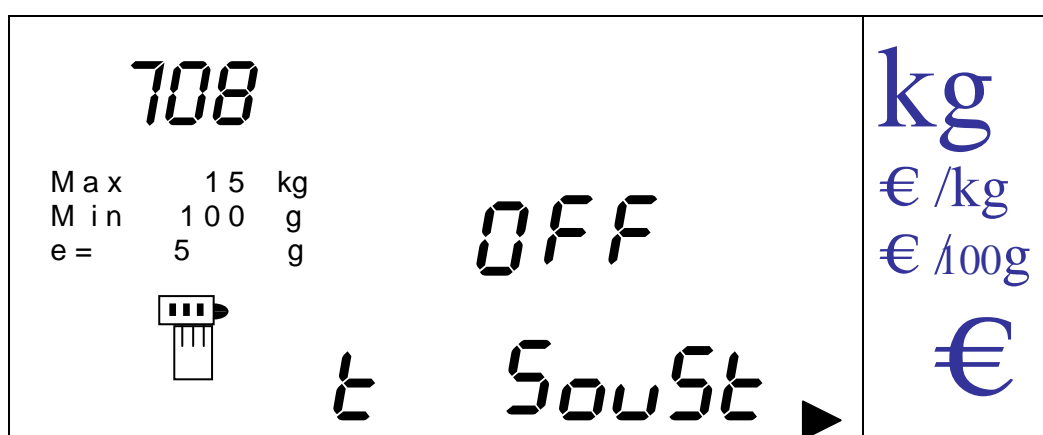 708
Max 15 kg
Min 100 g
e= 5 g
OFF
t SouSt
kg
€ /kg
€ /100g
€